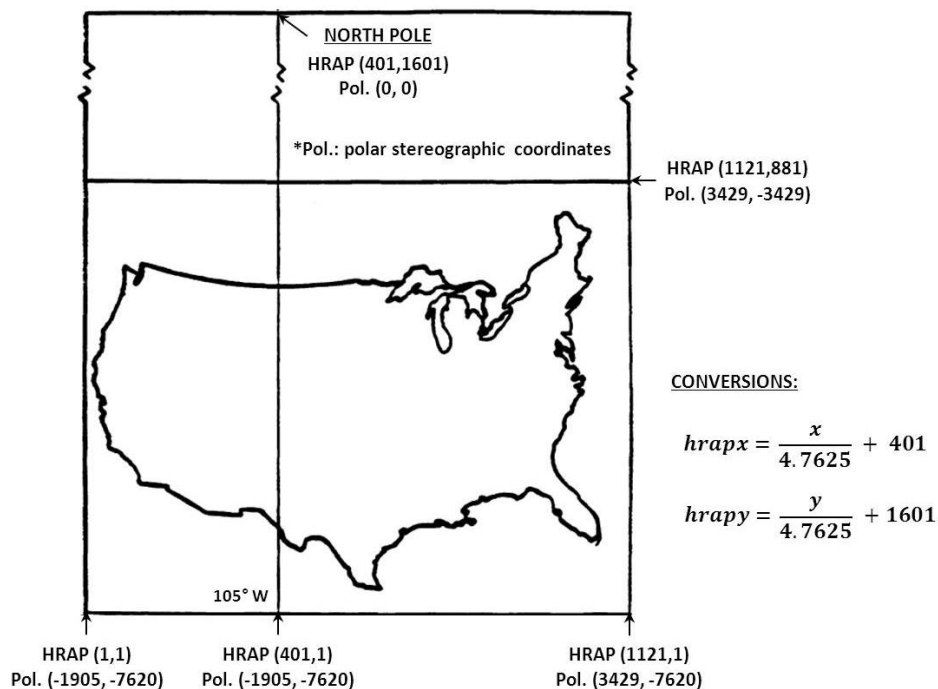 NORTH POLE
HRAP (401,1601)
Pol. (0, 0)
*Pol.: polar stereographic coordinates
HRAP (1121,881)
Pol. (3429, -3429)
CONVERSIONS:
hrapx = x / 4.7625 + 401
hrapy = y / 4.7625 + 1601
105° W
HRAP (1,1)
Pol. (-1905, -7620)
HRAP (401,1)
Pol. (-1905, -7620)
HRAP (1121,1)
Pol. (3429, -7620)